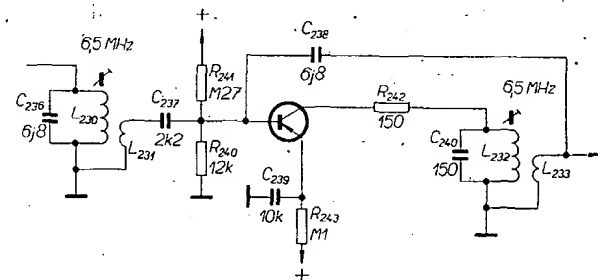 +
C238
6j8
6,5 MHz
R241
M27
6,5 MHz
C236
6j8
L230
C237
2k2
R242
150
L231
R240
12k
C240
150
L232
L233
C239
10k
R243
M1
+